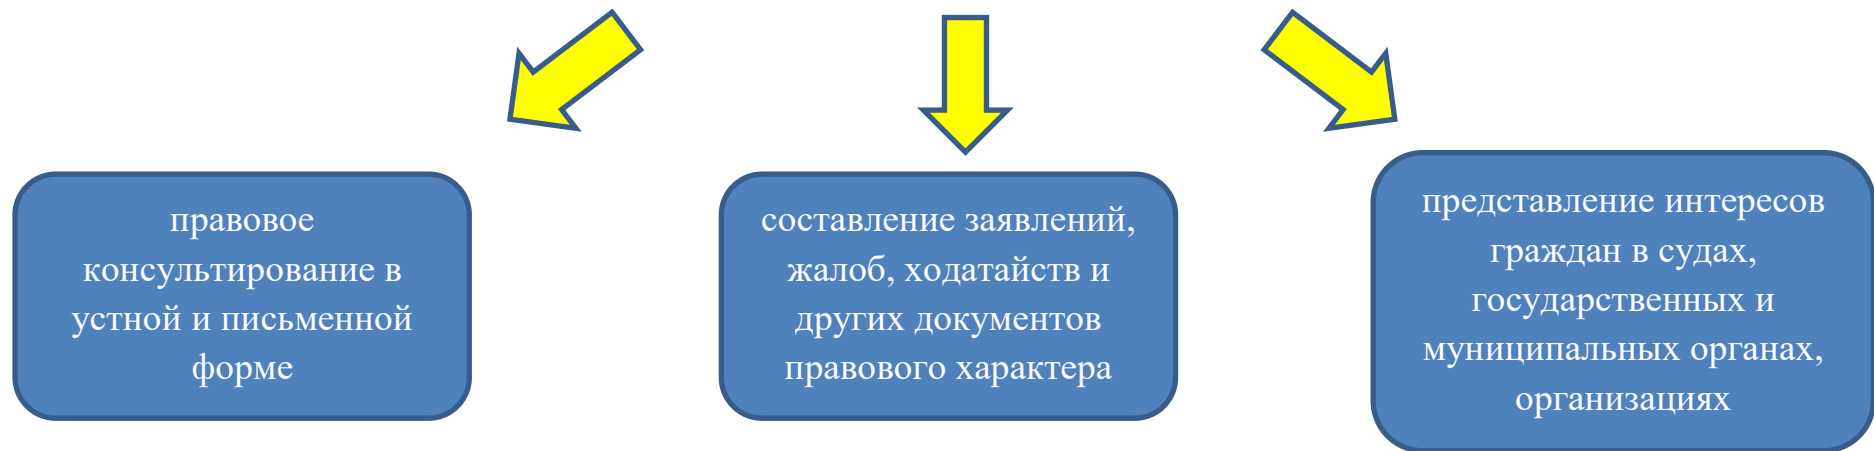 правовое
консультирование в
устной и письменной
форме
составление заявлений,
жалоб, ходатайств и
других документов
правового характера
представление интересов
граждан в судах,
государственных и
муниципальных органах,
организациях